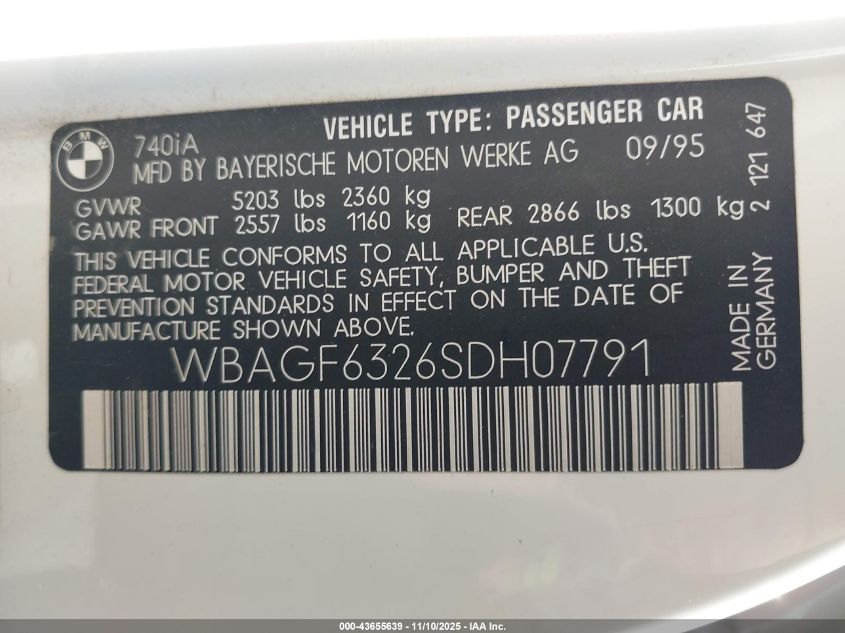 BMW
740iA VEHICLE TYPE: PASSENGER CAR
MFD BY BAYERISCHE MOTOREN WERKE AG 09/95
GVWR 5203 lbs 2360 kg
GAWR FRONT 2557 lbs 1160 kg REAR 2866 lbs 1300 kg
THIS VEHICLE CONFORMS TO ALL APPLICABLE U.S.
FEDERAL MOTOR VEHICLE SAFETY, BUMPER AND THEFT
PREVENTION STANDARDS IN EFFECT ON THE DATE OF
MANUFACTURE SHOWN ABOVE.
WBAGF6326SDH07791
2 121 647
MADE IN
GERMANY
000-43655639 - 11/10/2025 - IAA Inc.